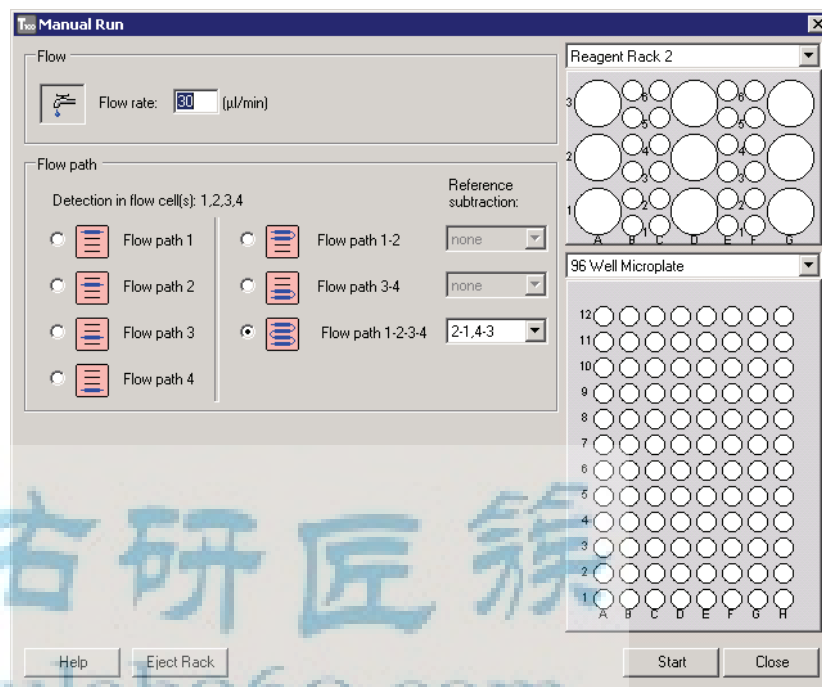 T100 Manual Run
Flow
Flow rate: 30 (µl/min)
Flow path
Detection in flow cell(s): 1,2,3,4
Reference
subtraction:
Flow path 1
Flow path 1-2
none
Flow path 2
Flow path 3-4
none
Flow path 3
Flow path 1-2-3-4
2-1,4-3
Flow path 4
Reagent Rack 2
3
6
5
2
4
3
1
2
1
6
5
4
3
2
1
A B C D E F G
96 Well Microplate
12
11
10
9
8
7
6
5
4
3
2
1
A B C D E F G H
研匠
Help
Eject Rack
Start
Close